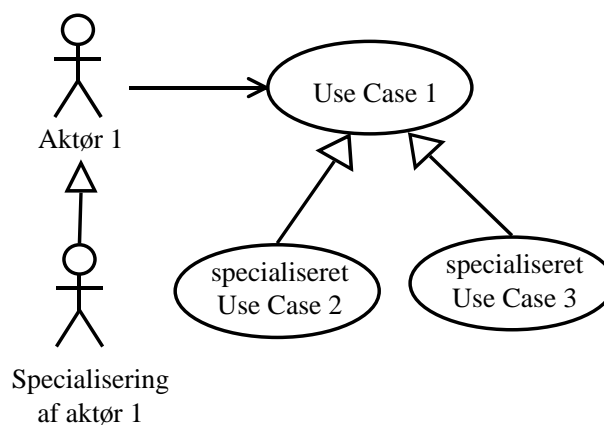 Use Case 1
Aktør 1
specialiseret
Use Case 2
specialiseret
Use Case 3
Specialisering
af aktør 1